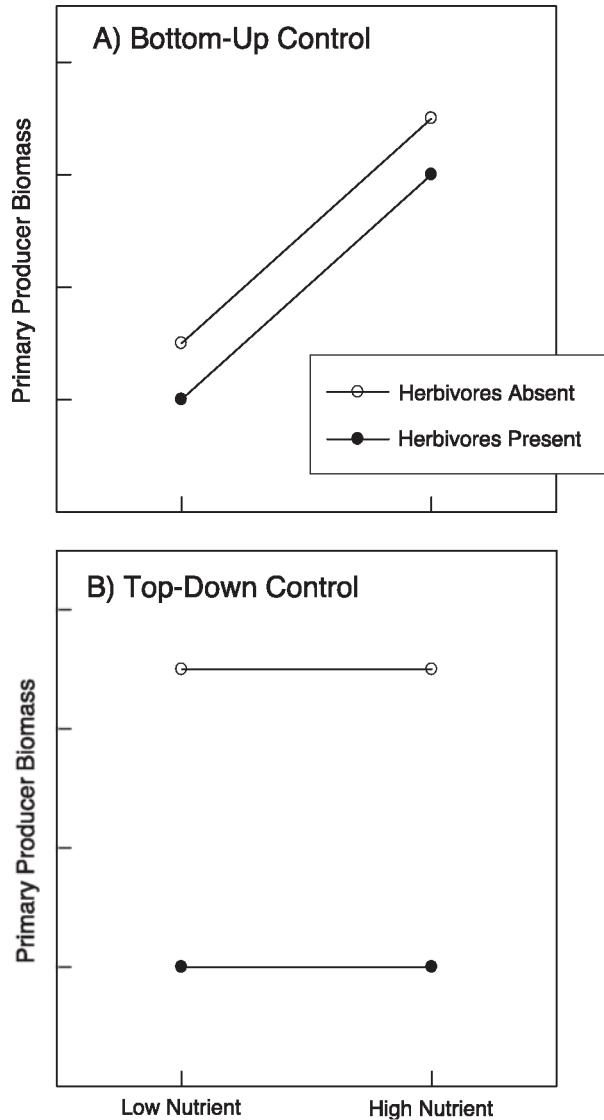 A) Bottom-Up Control
Primary Producer Biomass
Herbivores Absent
Herbivores Present
B) Top-Down Control
Primary Producer Biomass
Low Nutrient
High Nutrient